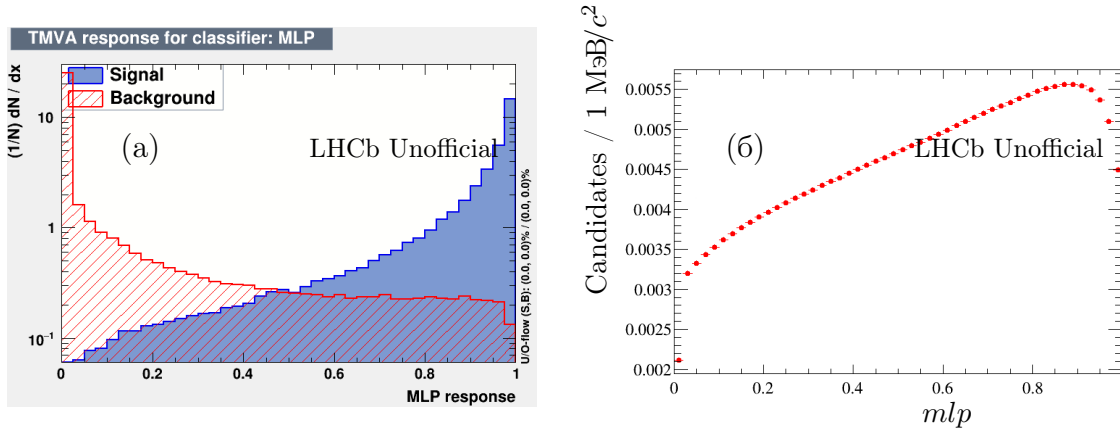 TMVA response for classifier: MLP
Signal
Background
(1/N) dN / dx
10
1
10⁻¹
(а)
LHCb Unofficial
U/O-flow (S,B): (0.0, 0.0)% / (0.0, 0.0)%
0 0.2 0.4 0.6 0.8 1
MLP response
Candidates / 1 МэВ/c²
0.0055
0.005
0.0045
0.004
0.0035
0.003
0.0025
0.002
(б)
LHCb Unofficial
0 0.2 0.4 0.6 0.8
mlp